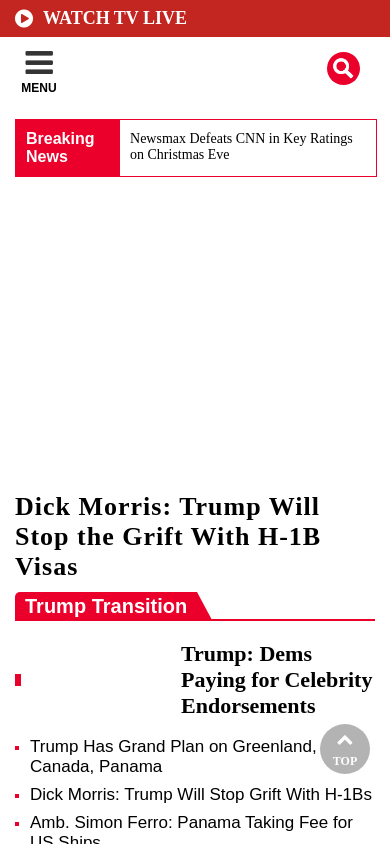 WATCH TV LIVE
MENU
Breaking
News
Newsmax Defeats CNN in Key Ratings
on Christmas Eve
Dick Morris: Trump Will
Stop the Grift With H-1B
Visas
Trump Transition
Trump: Dems
Paying for Celebrity
Endorsements
Trump Has Grand Plan on Greenland,
Canada, Panama
TOP
Dick Morris: Trump Will Stop Grift With H-1Bs
Amb. Simon Ferro: Panama Taking Fee for
US Ships